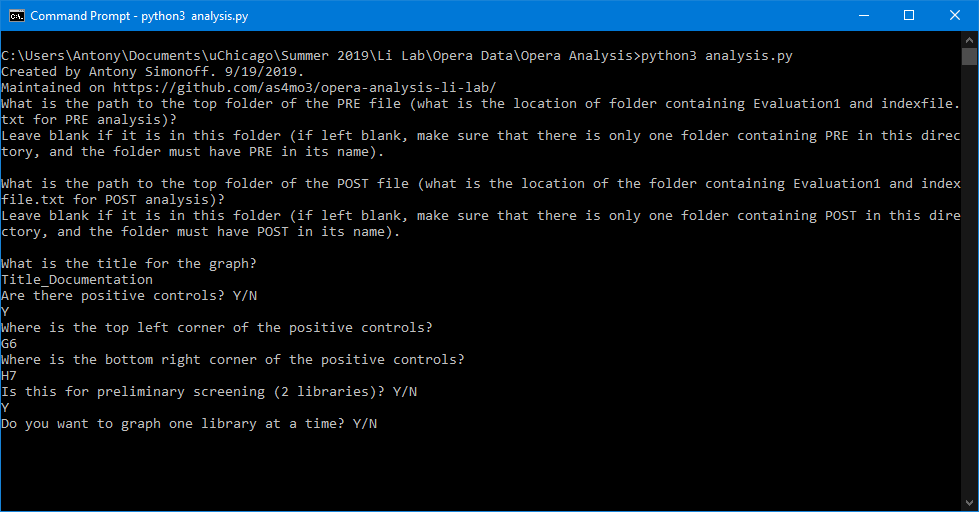 Command Prompt - python3 analysis.py
C:\Users\Antony\Documents\uChicago\Summer 2019\Li Lab\Opera Data\Opera Analysis>python3 analysis.py
Created by Antony Simonoff. 9/19/2019.
Maintained on https://github.com/as4mo3/opera-analysis-li-lab/
What is the path to the top folder of the PRE file (what is the location of folder containing Evaluation1 and indexfile.
txt for PRE analysis)?
Leave blank if it is in this folder (if left blank, make sure that there is only one folder containing PRE in this direc
tory, and the folder must have PRE in its name).
What is the path to the top folder of the POST file (what is the location of the folder containing Evaluation1 and index
file.txt for POST analysis)?
Leave blank if it is in this folder (if left blank, make sure that there is only one folder containing POST in this dire
ctory, and the folder must have POST in its name).
What is the title for the graph?
Title_Documentation
Are there positive controls? Y/N
Y
Where is the top left corner of the positive controls?
G6
Where is the bottom right corner of the positive controls?
H7
Is this for preliminary screening (2 libraries)? Y/N
Y
Do you want to graph one library at a time? Y/N